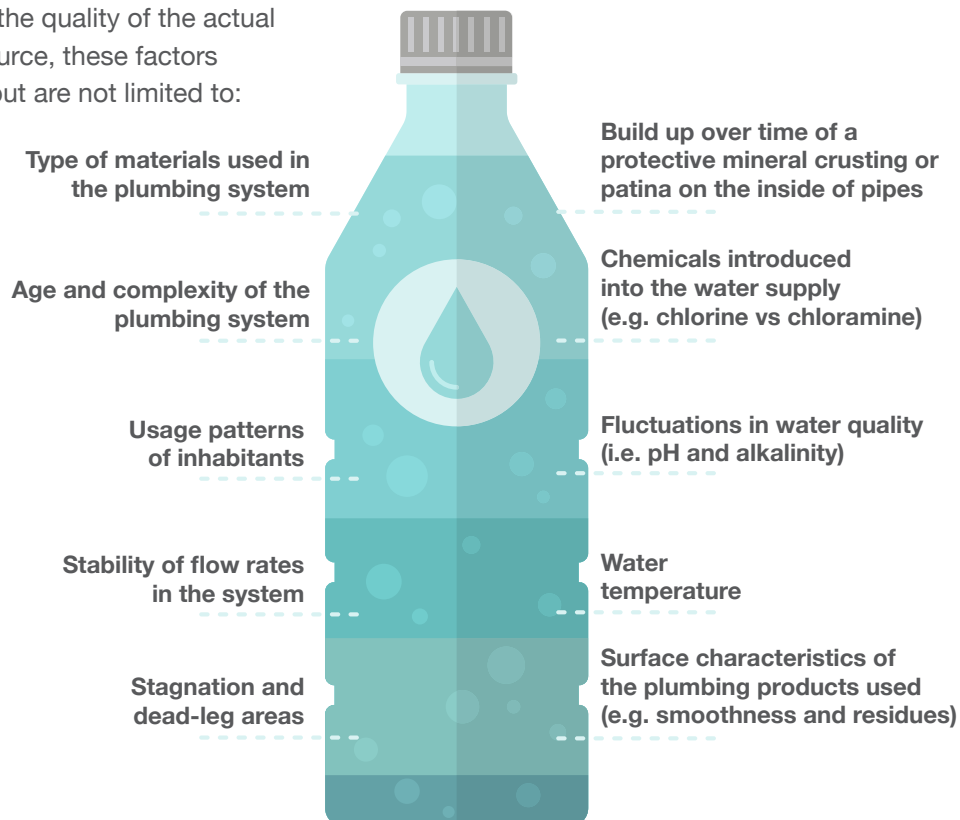 the quality of the actual
these factors
but are not limited to:
Type of materials used in
the plumbing system
Age and complexity of the
plumbing system
Usage patterns
of inhabitants
Stability of flow rates
in the system
Stagnation and
dead-leg areas
Build up over time of a
protective mineral crusting or
patina on the inside of pipes
Chemicals introduced
into the water supply
(e.g. chlorine vs chloramine)
Fluctuations in water quality
(i.e. pH and alkalinity)
Water
temperature
Surface characteristics of
the plumbing products used
(e.g. smoothness and residues)